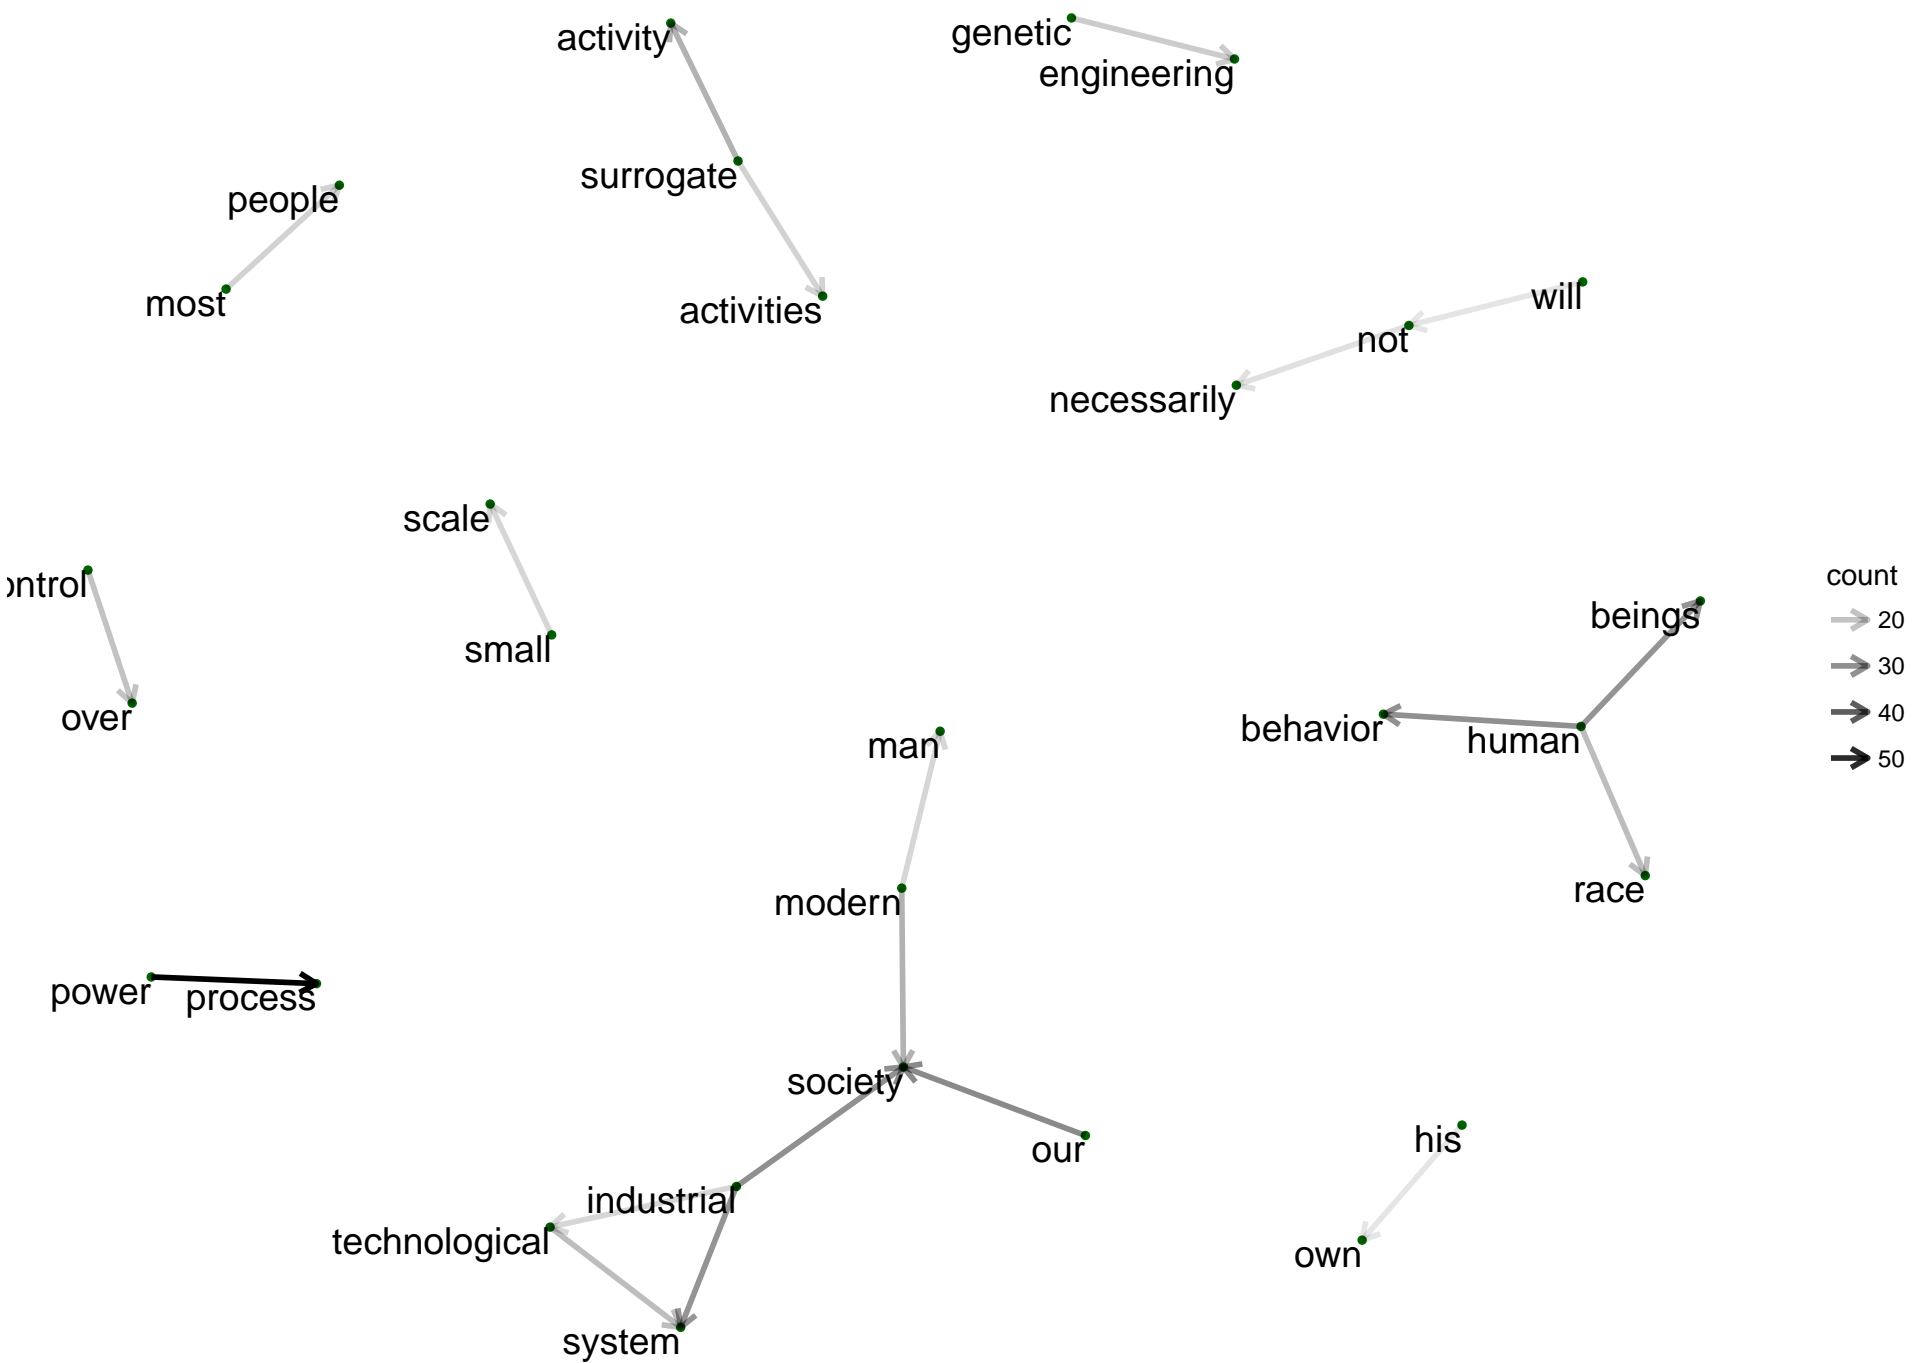 activity
genetic
engineering
surrogate
people
most
activities
will
not
necessarily
scale
ontrol
small
over
count
20
30
40
50
beings
behavior
human
race
man
modern
power
process
society
our
his
industrial
technological
own
system